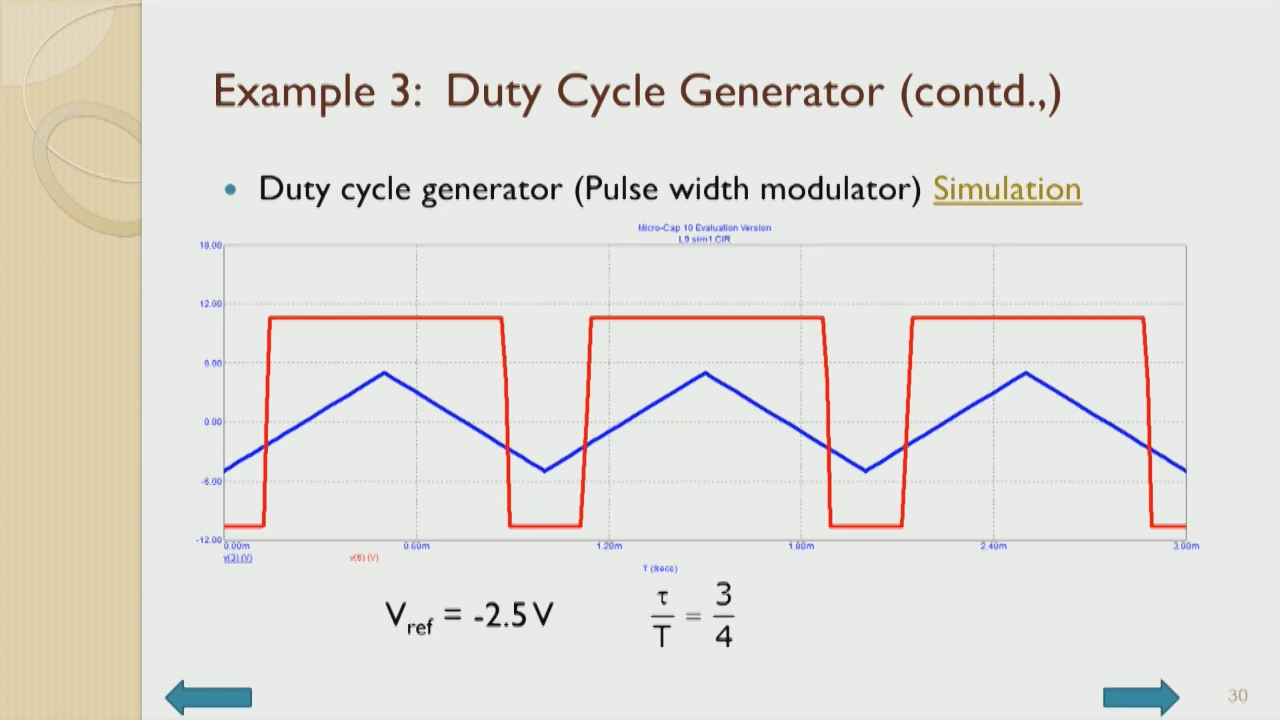 Example 3: Duty Cycle Generator (contd.,)
• Duty cycle generator (Pulse width modulator) Simulation
Micro-Cap 10 Evaluation Version
L9 sim1.CIR
18.00
12.00
6.00
0.00
-6.00
-12.00
0.00m 0.60m 1.20m 1.80m 2.40m 3.00m
v(2) (V) v(6) (V)
T (Secs)
Vref = -2.5 V τ/T = 3/4
30